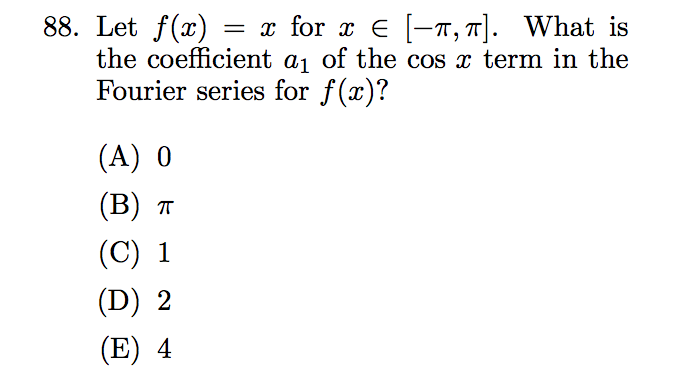 88. Let f(x) = x for x ∈ [−π, π]. What is
the coefficient a₁ of the cos x term in the
Fourier series for f(x)?
(A) 0
(B) π
(C) 1
(D) 2
(E) 4